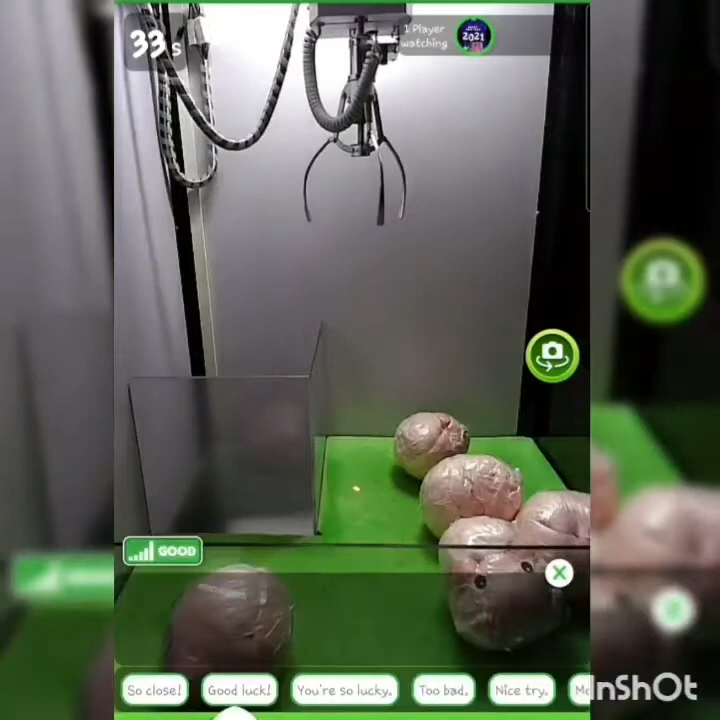 33s
1 Player
watching
2021
GOOD
So close!
Good luck!
You're so lucky.
Too bad.
Nice try.
InShOt